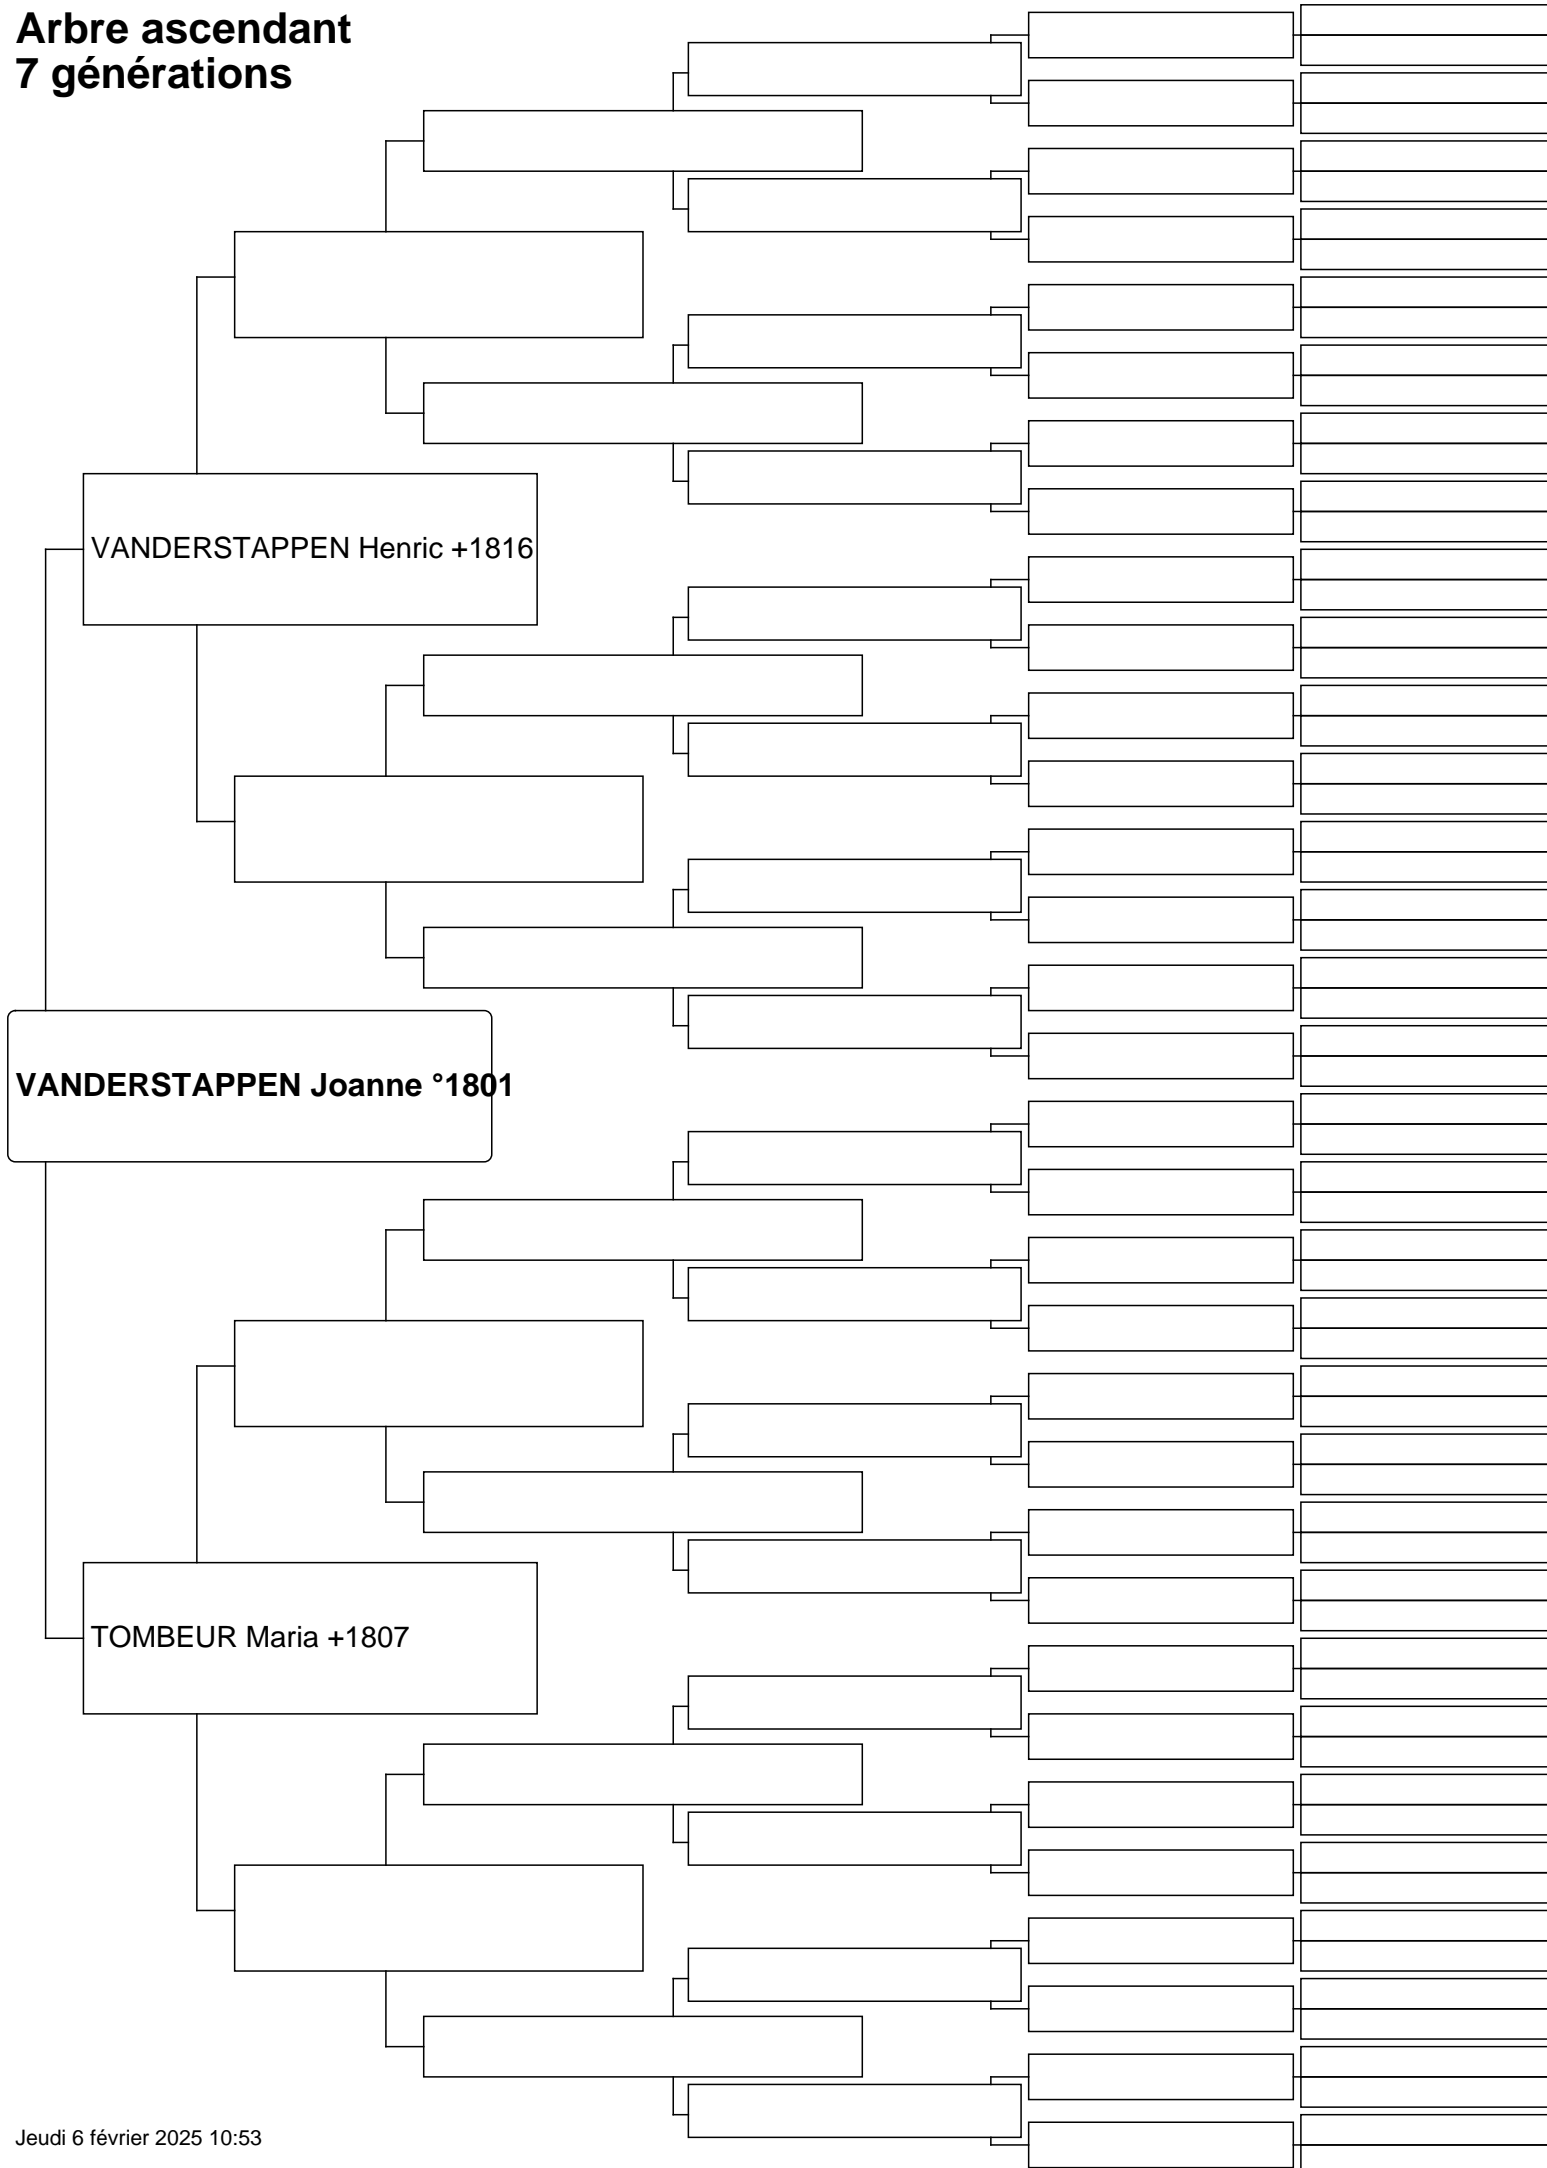 Arbre ascendant
7 générations
VANDERSTAPPEN Henric +1816
VANDERSTAPPEN Joanne °1801
TOMBEUR Maria +1807
Jeudi 6 février 2025 10:53